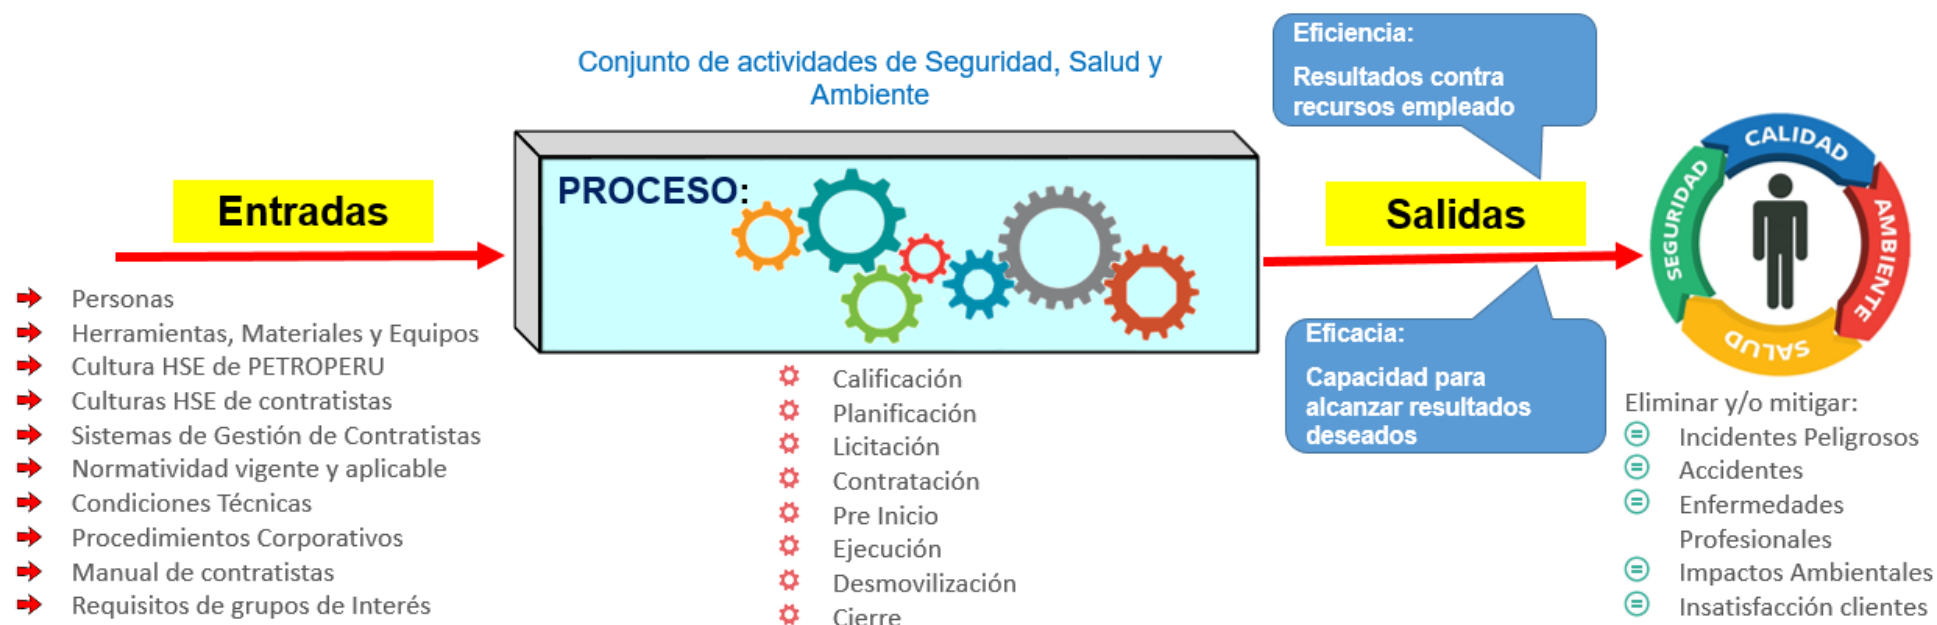 Conjunto de actividades de Seguridad, Salud y
Ambiente
Entradas
Personas
Herramientas, Materiales y Equipos
Cultura HSE de PETROPERU
Culturas HSE de contratistas
Sistemas de Gestión de Contratistas
Normatividad vigente y aplicable
Condiciones Técnicas
Procedimientos Corporativos
Manual de contratistas
Requisitos de grupos de Interés
PROCESO:
Calificación
Planificación
Licitación
Contratación
Pre Inicio
Ejecución
Desmovilización
Cierre
Eficiencia:
Resultados contra
recursos empleado
Salidas
Eficacia:
Capacidad para
alcanzar resultados
deseados
CALIDAD
AMBIENTE
SALUD
SEGURIDAD
Eliminar y/o mitigar:
Incidentes Peligrosos
Accidentes
Enfermedades
Profesionales
Impactos Ambientales
Insatisfacción clientes